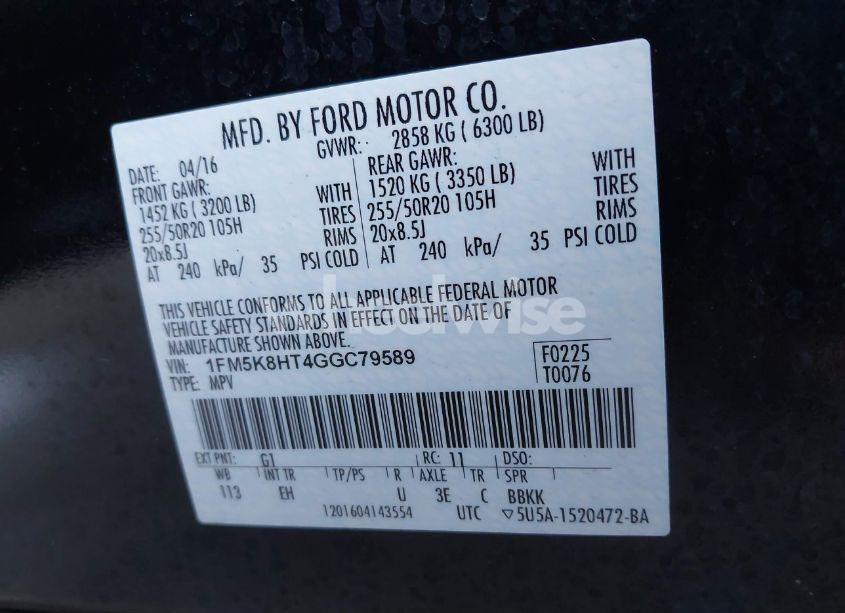 MFD. BY FORD MOTOR CO.
DATE: 04/16 GVWR: 2858 KG ( 6300 LB)
FRONT GAWR: WITH REAR GAWR: WITH
1452 KG ( 3200 LB) TIRES 1520 KG ( 3350 LB) TIRES
255/50R20 105H RIMS 255/50R20 105H RIMS
20x8.5J 20x8.5J
AT 240 kPa/ 35 PSI COLD AT 240 kPa/ 35 PSI COLD
THIS VEHICLE CONFORMS TO ALL APPLICABLE FEDERAL MOTOR
VEHICLE SAFETY STANDARDS IN EFFECT ON THE DATE OF
MANUFACTURE SHOWN ABOVE.
VIN: 1FM5K8HT4GGC79589 F0225
TYPE: MPV T0076
EXT PNT: G1 RC: 11 DSO:
WB INT TR TP/PS R AXLE TR SPR
113 EH U 3E C BBKK
1201604143554 UTC ▽5U5A-1520472-BA